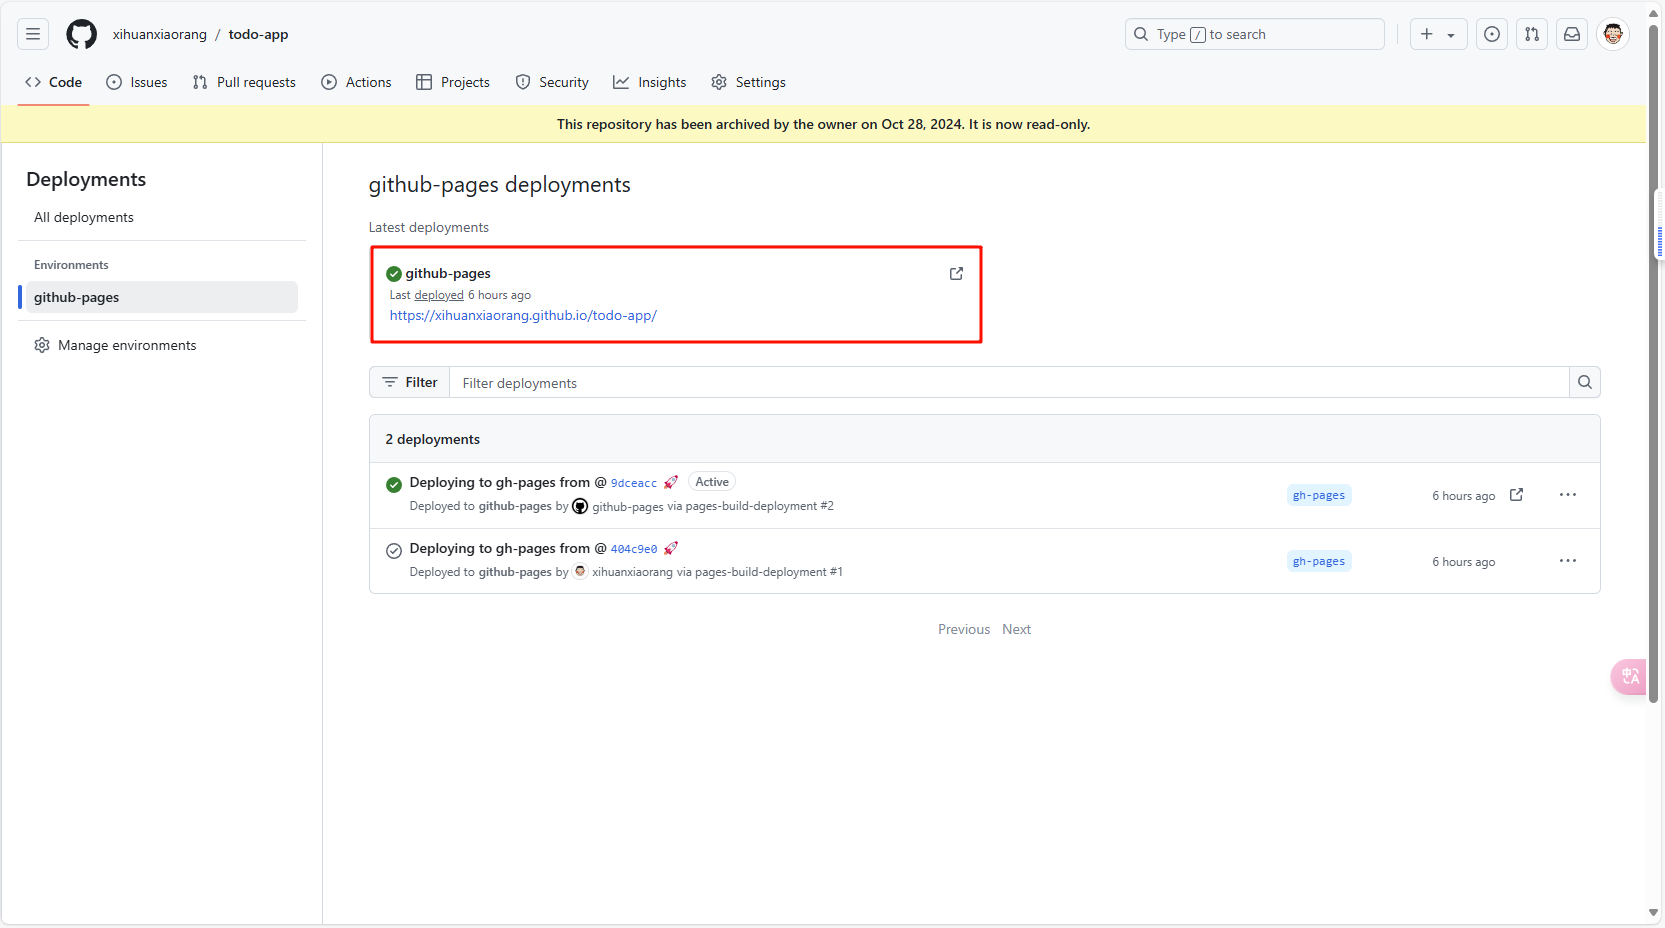 xihuanxiaorang / todo-app
Type / to search
Code
Issues
Pull requests
Actions
Projects
Security
Insights
Settings
This repository has been archived by the owner on Oct 28, 2024. It is now read-only.
Deployments
All deployments
Environments
github-pages
Manage environments
github-pages deployments
Latest deployments
github-pages
Last deployed 6 hours ago
https://xihuanxiaorang.github.io/todo-app/
Filter
Filter deployments
2 deployments
Deploying to gh-pages from @ 9dceacc 🚀 Active
Deployed to github-pages by github-pages via pages-build-deployment #2
gh-pages
6 hours ago
Deploying to gh-pages from @ 404c9e0 🚀
Deployed to github-pages by xihuanxiaorang via pages-build-deployment #1
gh-pages
6 hours ago
Previous Next
中A